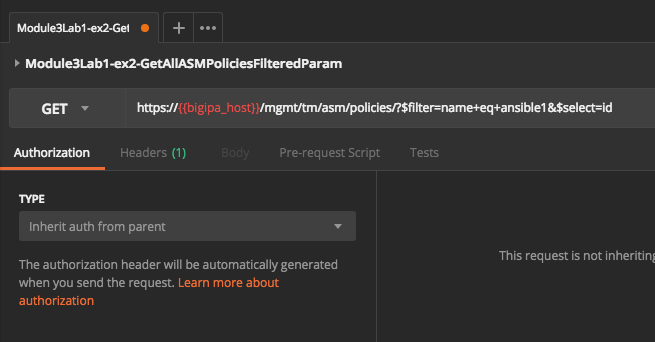 Module3Lab1-ex2-Get
Module3Lab1-ex2-GetAllASMPoliciesFilteredParam
GET
https://{{bigipa_host}}/mgmt/tm/asm/policies/?$filter=name+eq+ansible1&$select=id
Authorization Headers (1) Body Pre-request Script Tests
TYPE
Inherit auth from parent
The authorization header will be automatically generated
when you send the request. Learn more about
authorization
This request is not inheriting